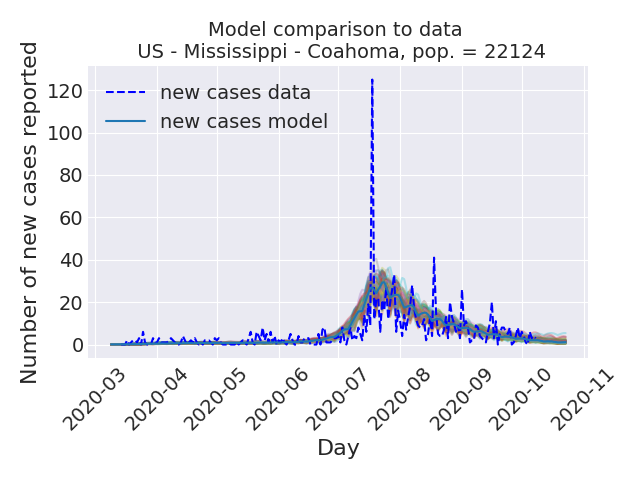 Model comparison to data
US - Mississippi - Coahoma, pop. = 22124
new cases data
new cases model
Number of new cases reported
120
100
80
60
40
20
0
2020-03
2020-04
2020-05
2020-06
2020-07
2020-08
2020-09
2020-10
2020-11
Day